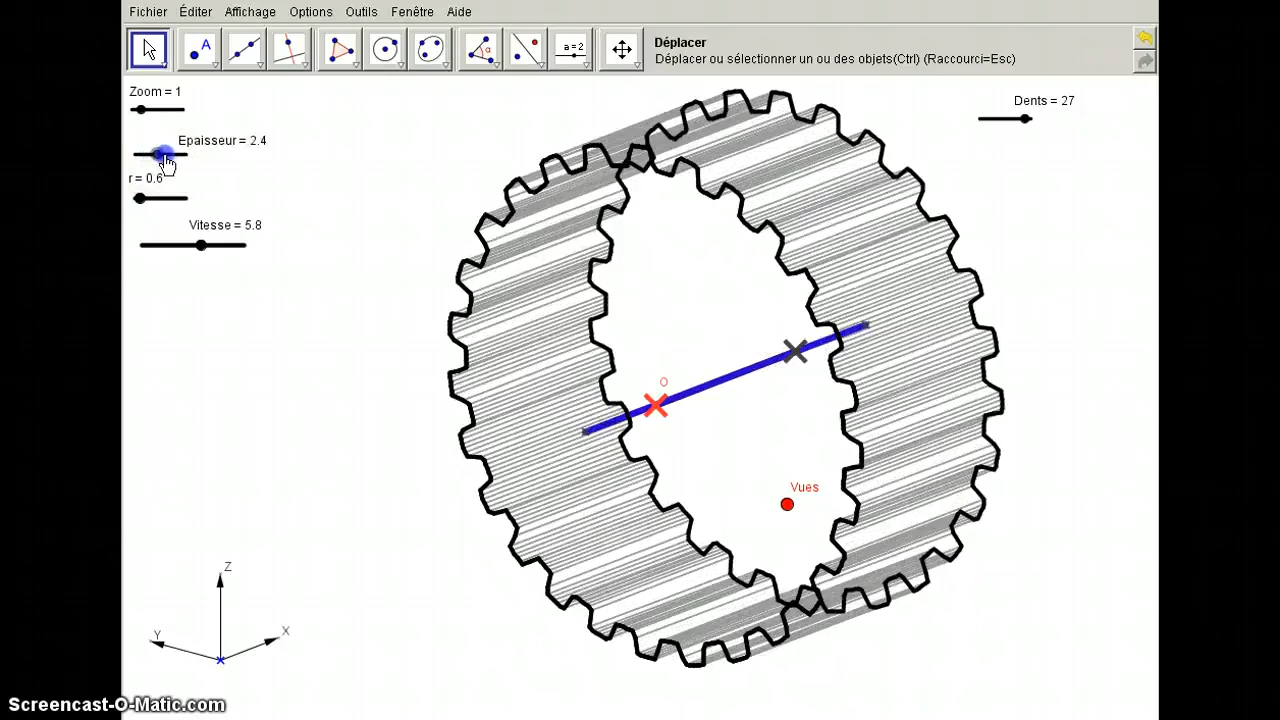 Fichier Éditer Affichage Options Outils Fenêtre Aide
A
α
a=2
Déplacer
Déplacer ou sélectionner un ou des objets(Ctrl) (Raccourci=Esc)
Zoom = 1
Dents = 27
Epaisseur = 2.4
r = 0.6
Vitesse = 5.8
O
Vues
Z
Y
X
Screencast-O-Matic.com